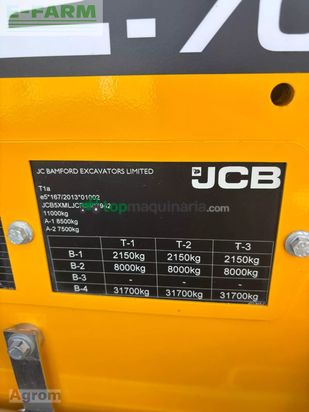 E-FARM
JC BAMFORD EXCAVATORS LIMITED
JCB
T1a
e5*167/2013*01002
11000kg
topmaquinaria.com
A-1 8500kg
A-2 7500kg
T-1 T-2 T-3
B-1 2150kg 2150kg 2150kg
B-2 8000kg 8000kg 8000kg
B-3 - - -
B-4 31700kg 31700kg 31700kg
Agrom